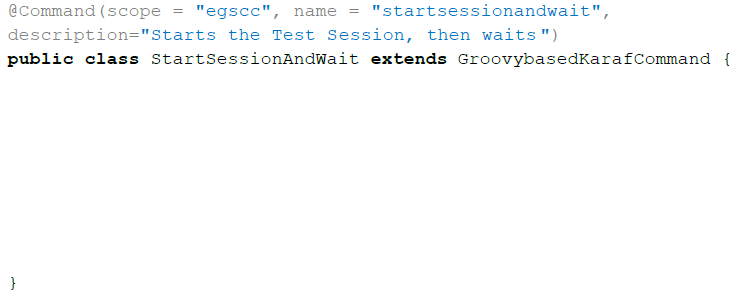 @Command(scope = "egscc", name = "startsessionandwait",
description="Starts the Test Session, then waits")
public class StartSessionAndWait extends GroovybasedKarafCommand {
}